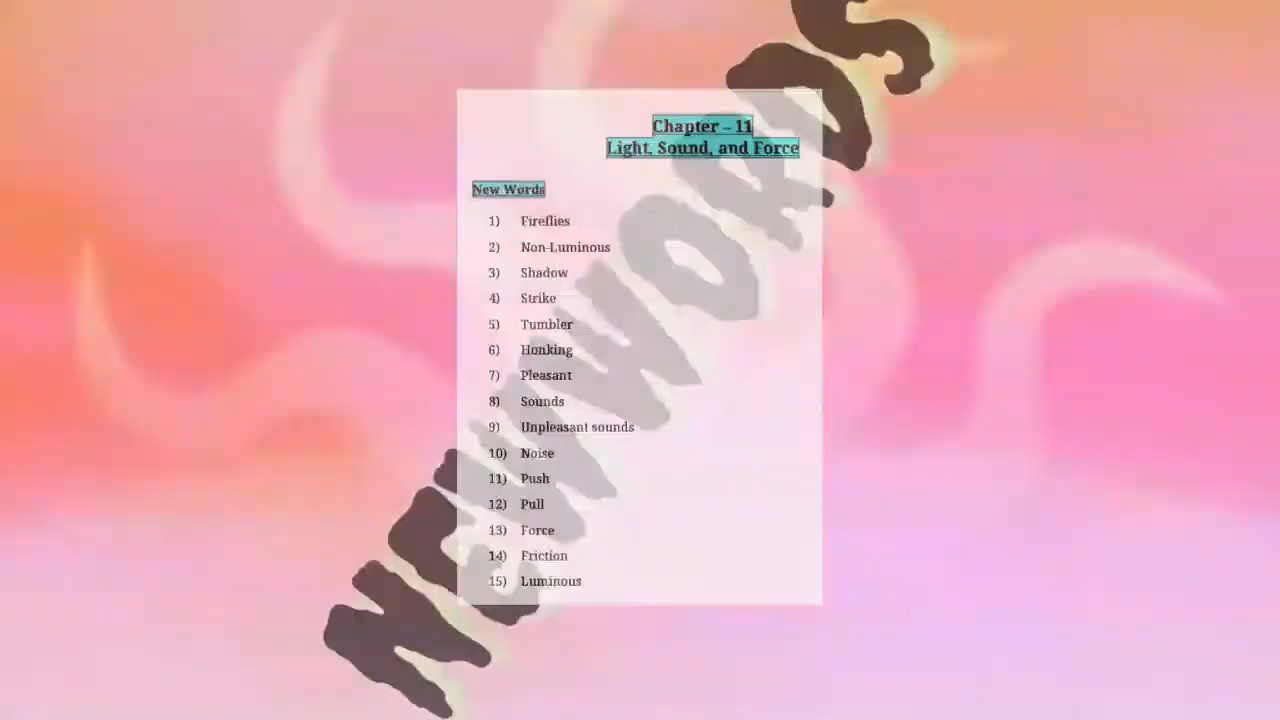 NEW WORDS
Chapter – 11
Light, Sound, and Force
New Words
1) Fireflies
2) Non-Luminous
3) Shadow
4) Strike
5) Tumbler
6) Honking
7) Pleasant
8) Sounds
9) Unpleasant sounds
10) Noise
11) Push
12) Pull
13) Force
14) Friction
15) Luminous